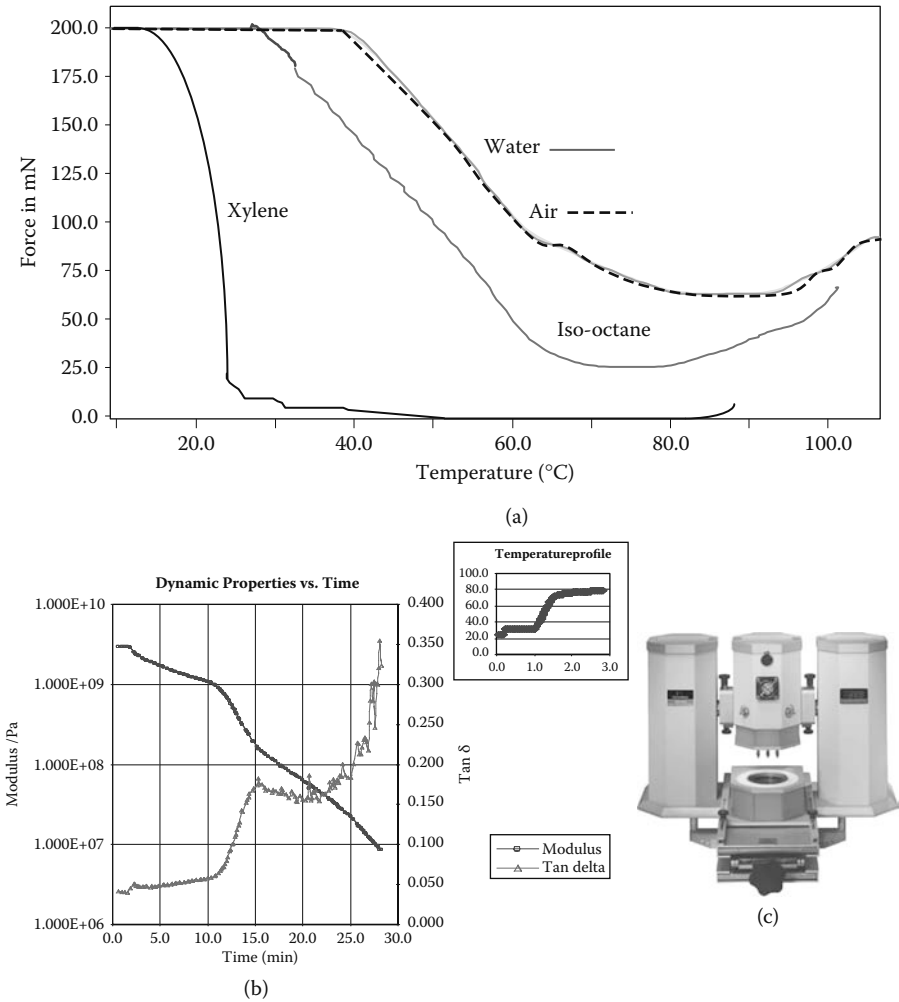 200.0
175.0
150.0
125.0
100.0
75.0
50.0
25.0
0.0
Force in mN
Water
Air
Xylene
Iso-octane
20.0 40.0 60.0 80.0 100.0
Temperature (°C)
(a)
Dynamic Properties vs. Time
1.000E+10
1.000E+09
1.000E+08
1.000E+07
1.000E+06
Modulus /Pa
0.400
0.350
0.300
0.250
0.200
0.150
0.100
0.050
0.000
Tan δ
0.0 5.0 10.0 15.0 20.0 25.0 30.0
Time (min)
(b)
Temperatureprofile
100.0
80.0
60.0
40.0
20.0
0.0
0.0 1.0 2.0 3.0
Modulus
Tan delta
(c)